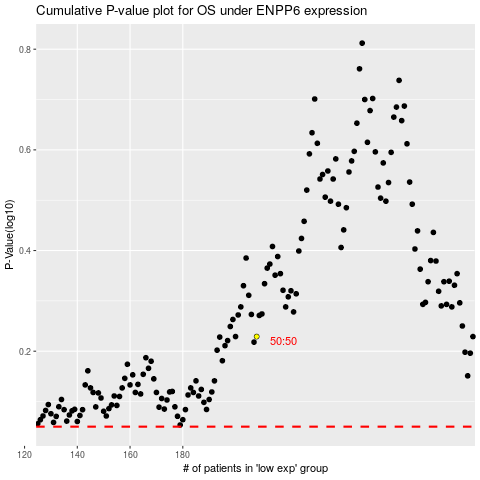 Cumulative P-value plot for OS under ENPP6 expression
P-Value(log10)
0.8
0.6
0.4
0.2
50:50
120 140 160 180
# of patients in 'low exp' group